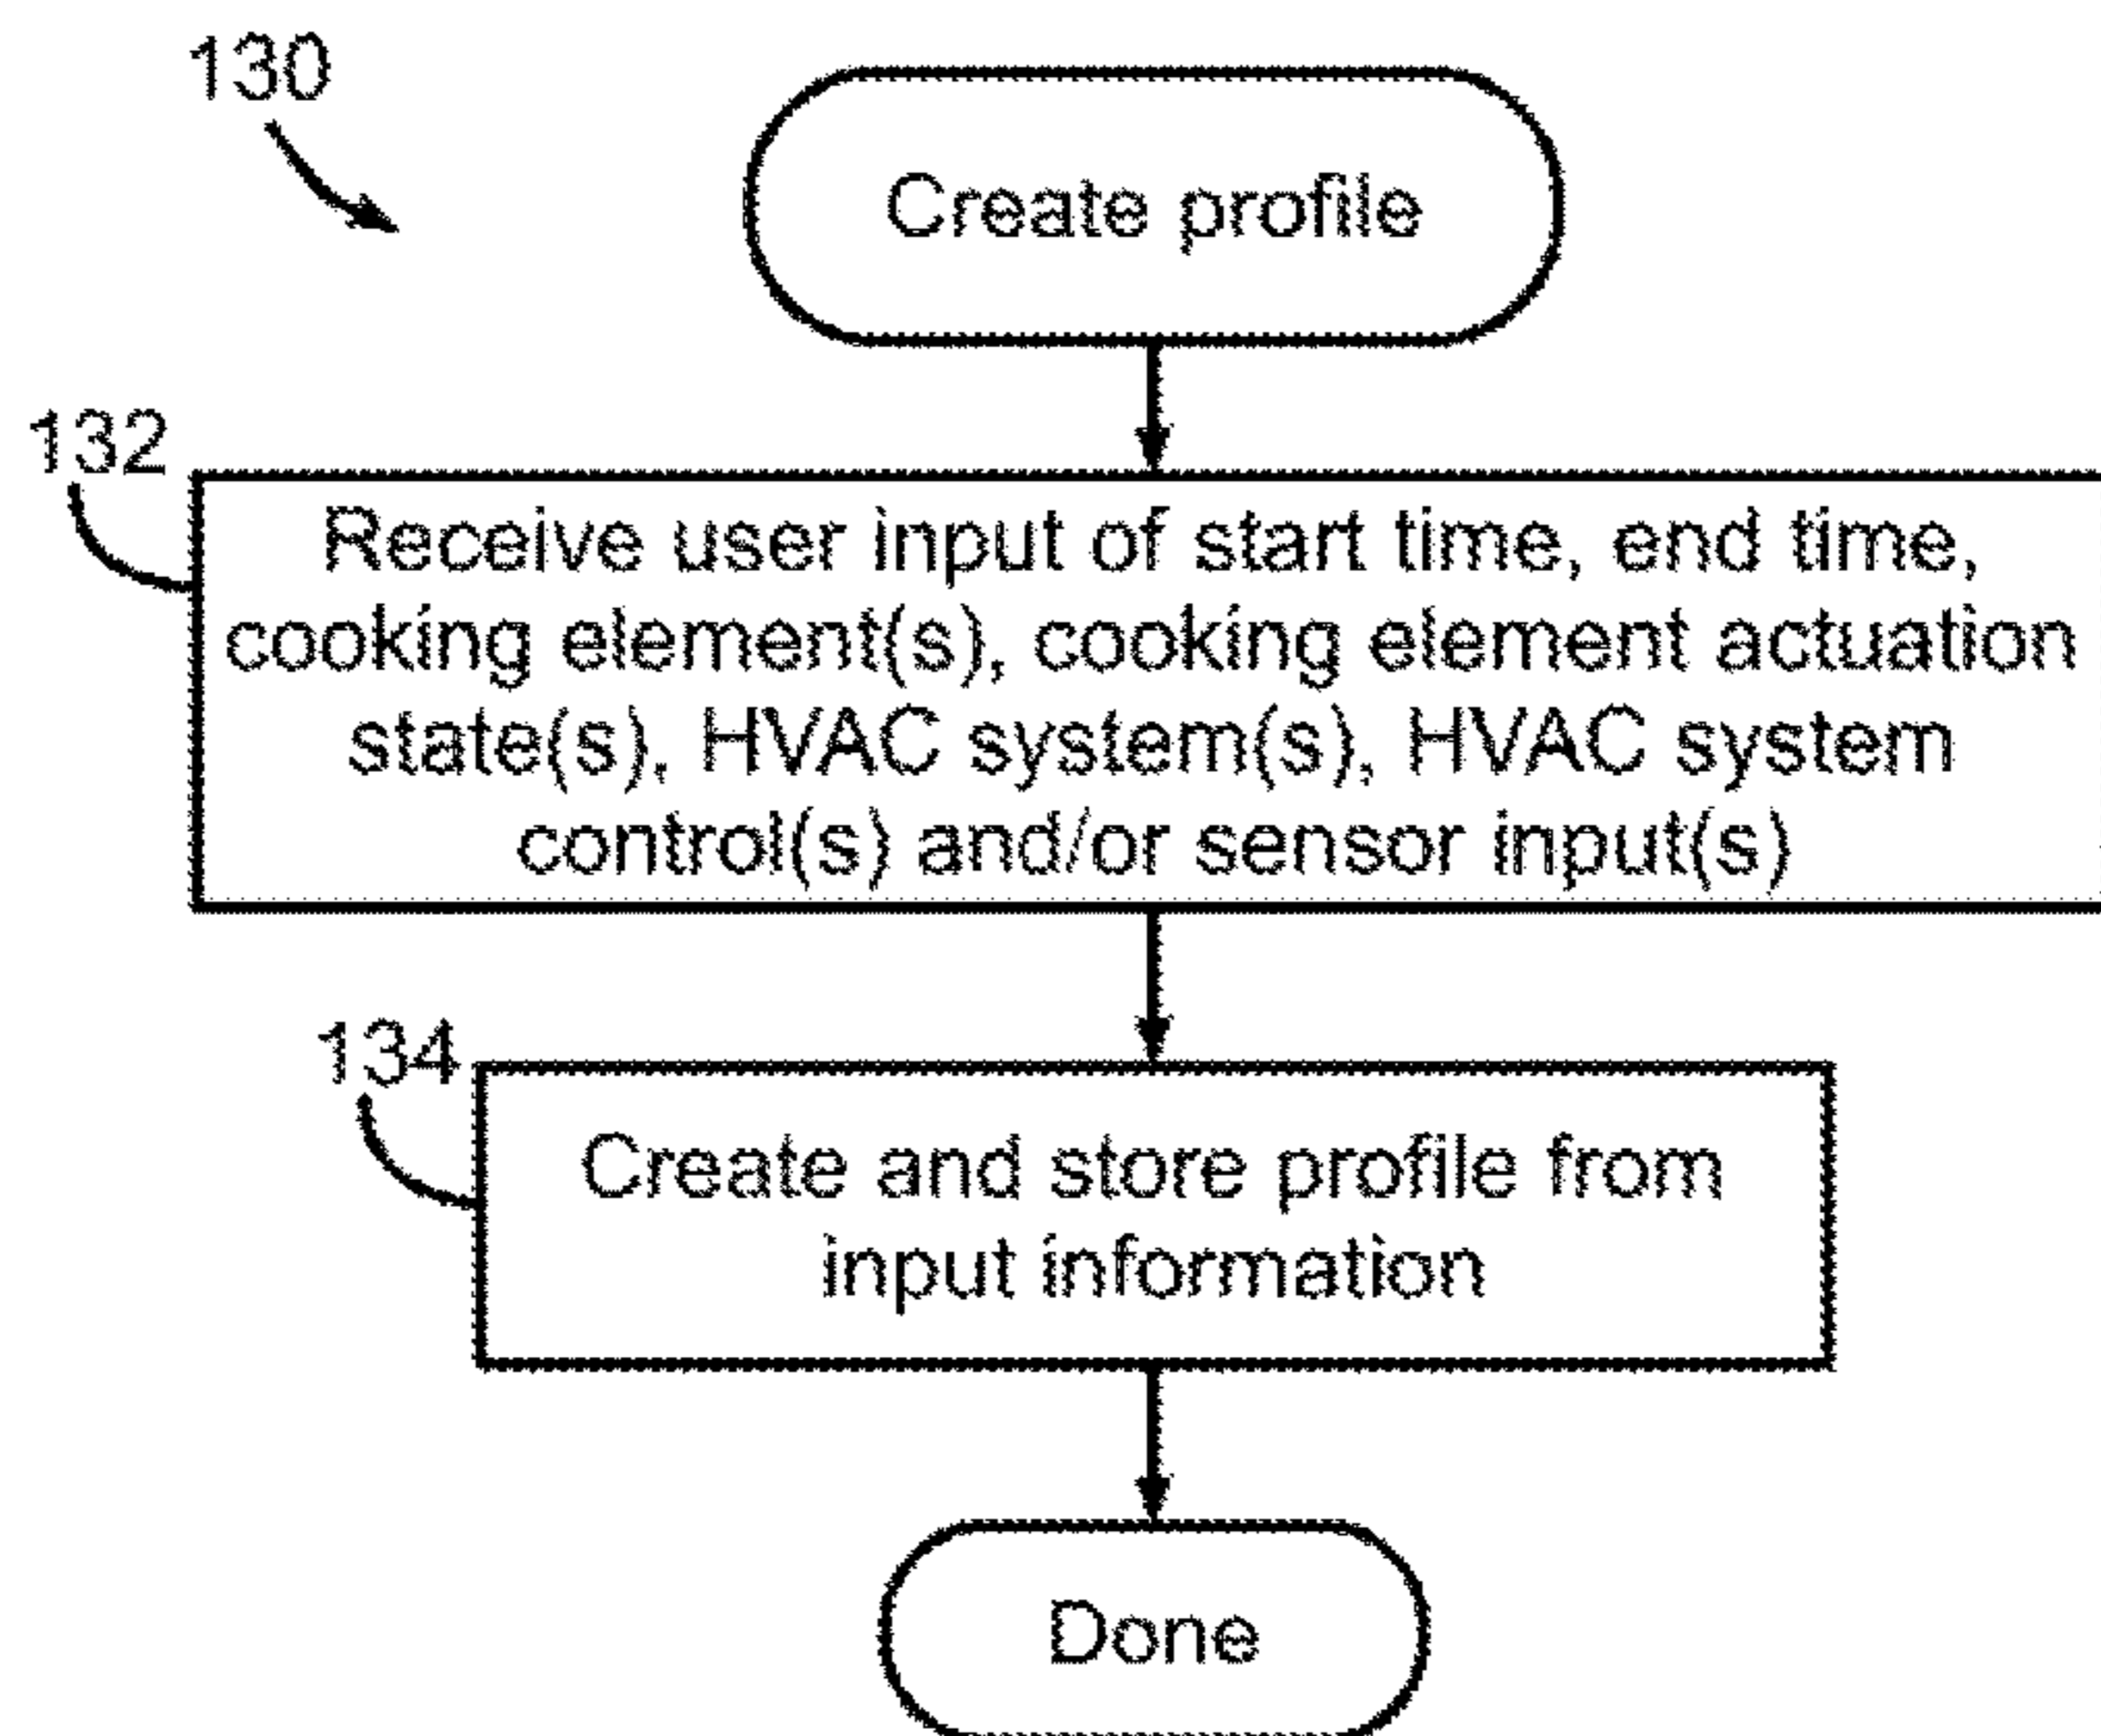 130
Create profile
132
Receive user input of start time, end time,
cooking element(s), cooking element actuation
state(s), HVAC system(s), HVAC system
control(s) and/or sensor input(s)
134
Create and store profile from
input information
Done